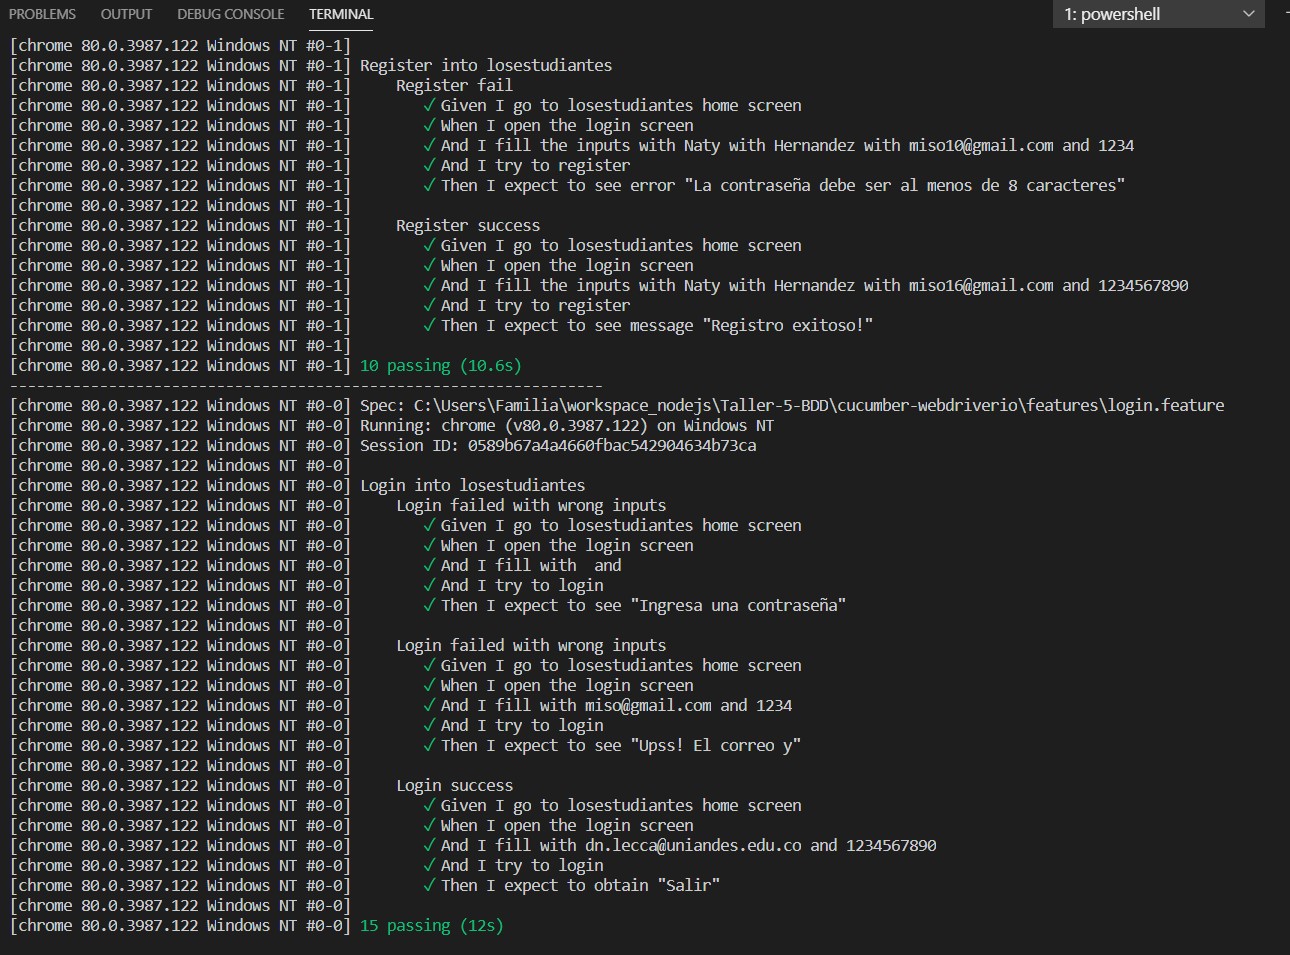 PROBLEMS OUTPUT DEBUG CONSOLE TERMINAL 1: powershell
[chrome 80.0.3987.122 Windows NT #0-1]
[chrome 80.0.3987.122 Windows NT #0-1] Register into losestudiantes
[chrome 80.0.3987.122 Windows NT #0-1] Register fail
[chrome 80.0.3987.122 Windows NT #0-1] ✓ Given I go to losestudiantes home screen
[chrome 80.0.3987.122 Windows NT #0-1] ✓ When I open the login screen
[chrome 80.0.3987.122 Windows NT #0-1] ✓ And I fill the inputs with Naty with Hernandez with miso10@gmail.com and 1234
[chrome 80.0.3987.122 Windows NT #0-1] ✓ And I try to register
[chrome 80.0.3987.122 Windows NT #0-1] ✓ Then I expect to see error "La contraseña debe ser al menos de 8 caracteres"
[chrome 80.0.3987.122 Windows NT #0-1]
[chrome 80.0.3987.122 Windows NT #0-1] Register success
[chrome 80.0.3987.122 Windows NT #0-1] ✓ Given I go to losestudiantes home screen
[chrome 80.0.3987.122 Windows NT #0-1] ✓ When I open the login screen
[chrome 80.0.3987.122 Windows NT #0-1] ✓ And I fill the inputs with Naty with Hernandez with miso16@gmail.com and 1234567890
[chrome 80.0.3987.122 Windows NT #0-1] ✓ And I try to register
[chrome 80.0.3987.122 Windows NT #0-1] ✓ Then I expect to see message "Registro exitoso!"
[chrome 80.0.3987.122 Windows NT #0-1]
[chrome 80.0.3987.122 Windows NT #0-1] 10 passing (10.6s)
------------------------------------------------------------------
[chrome 80.0.3987.122 Windows NT #0-0] Spec: C:\Users\Familia\workspace_nodejs\Taller-5-BDD\cucumber-webdriverio\features\login.feature
[chrome 80.0.3987.122 Windows NT #0-0] Running: chrome (v80.0.3987.122) on Windows NT
[chrome 80.0.3987.122 Windows NT #0-0] Session ID: 0589b67a4a4660fbac542904634b73ca
[chrome 80.0.3987.122 Windows NT #0-0]
[chrome 80.0.3987.122 Windows NT #0-0] Login into losestudiantes
[chrome 80.0.3987.122 Windows NT #0-0] Login failed with wrong inputs
[chrome 80.0.3987.122 Windows NT #0-0] ✓ Given I go to losestudiantes home screen
[chrome 80.0.3987.122 Windows NT #0-0] ✓ When I open the login screen
[chrome 80.0.3987.122 Windows NT #0-0] ✓ And I fill with  and
[chrome 80.0.3987.122 Windows NT #0-0] ✓ And I try to login
[chrome 80.0.3987.122 Windows NT #0-0] ✓ Then I expect to see "Ingresa una contraseña"
[chrome 80.0.3987.122 Windows NT #0-0]
[chrome 80.0.3987.122 Windows NT #0-0] Login failed with wrong inputs
[chrome 80.0.3987.122 Windows NT #0-0] ✓ Given I go to losestudiantes home screen
[chrome 80.0.3987.122 Windows NT #0-0] ✓ When I open the login screen
[chrome 80.0.3987.122 Windows NT #0-0] ✓ And I fill with miso@gmail.com and 1234
[chrome 80.0.3987.122 Windows NT #0-0] ✓ And I try to login
[chrome 80.0.3987.122 Windows NT #0-0] ✓ Then I expect to see "Upss! El correo y"
[chrome 80.0.3987.122 Windows NT #0-0]
[chrome 80.0.3987.122 Windows NT #0-0] Login success
[chrome 80.0.3987.122 Windows NT #0-0] ✓ Given I go to losestudiantes home screen
[chrome 80.0.3987.122 Windows NT #0-0] ✓ When I open the login screen
[chrome 80.0.3987.122 Windows NT #0-0] ✓ And I fill with dn.lecca@uniandes.edu.co and 1234567890
[chrome 80.0.3987.122 Windows NT #0-0] ✓ And I try to login
[chrome 80.0.3987.122 Windows NT #0-0] ✓ Then I expect to obtain "Salir"
[chrome 80.0.3987.122 Windows NT #0-0]
[chrome 80.0.3987.122 Windows NT #0-0] 15 passing (12s)